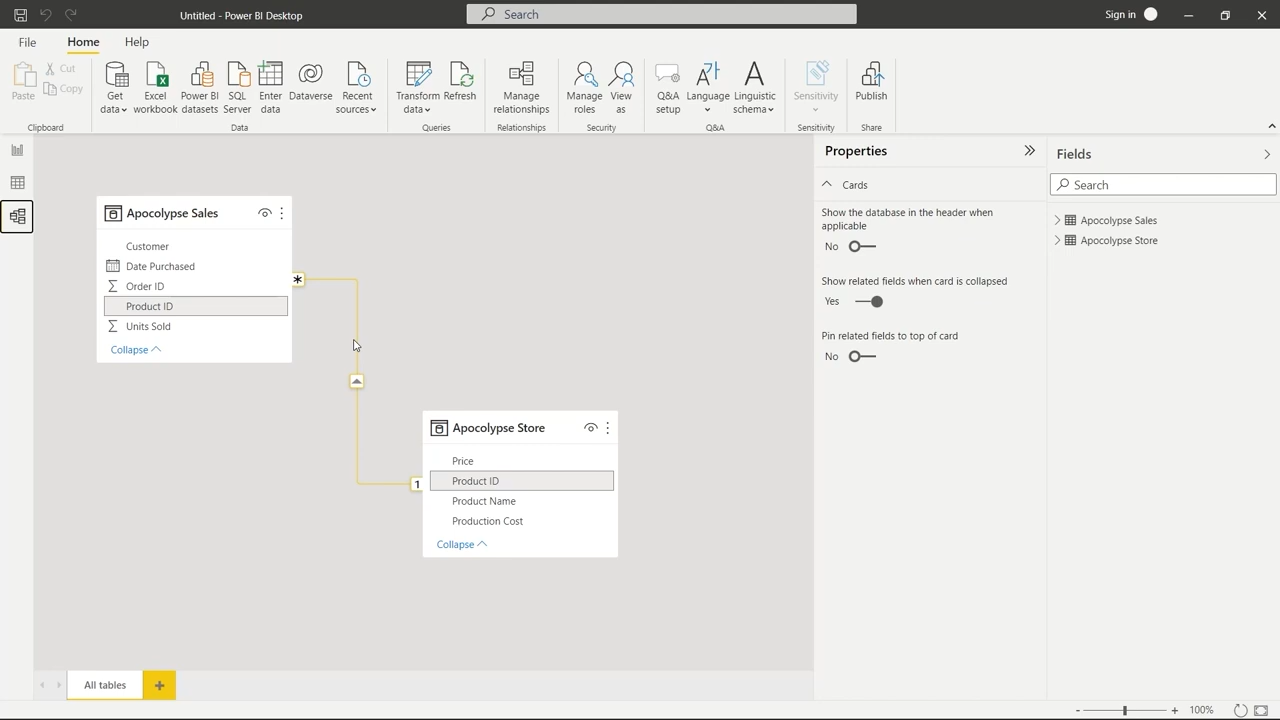 Untitled - Power BI Desktop
Search
Sign in
File
Home
Help
Paste
Cut
Copy
Clipboard
Get data
Excel workbook
Power BI datasets
SQL Server
Enter data
Dataverse
Recent sources
Data
Transform data
Refresh
Queries
Manage relationships
Relationships
Manage roles
View as
Security
Q&A setup
Language
Linguistic schema
Q&A
Sensitivity
Sensitivity
Publish
Share
Apocolypse Sales
Customer
Date Purchased
Order ID
Product ID
Units Sold
Collapse
*
1
Apocolypse Store
Price
Product ID
Product Name
Production Cost
Collapse
Properties
Cards
Show the database in the header when
applicable
No
Show related fields when card is collapsed
Yes
Pin related fields to top of card
No
Fields
Search
Apocolypse Sales
Apocolypse Store
All tables
100%